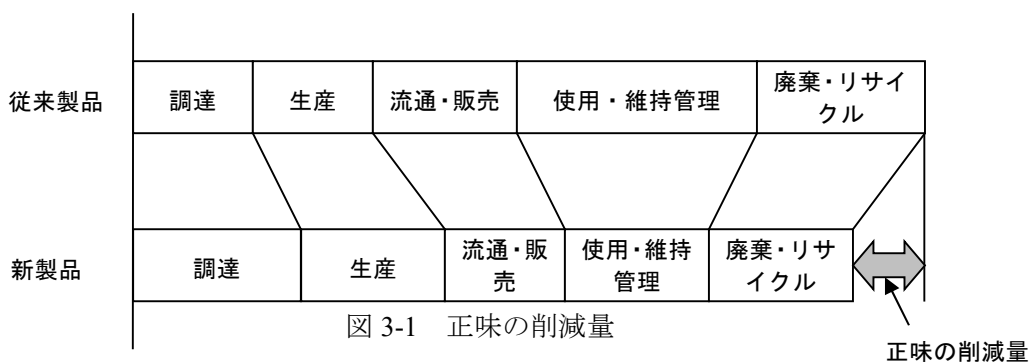 従来製品
調達
生産
流通・販売
使用・維持管理
廃棄・リサイ
クル
新製品
調達
生産
流通・販
売
使用・維持
管理
廃棄・リサ
イクル
図 3-1 正味の削減量
正味の削減量